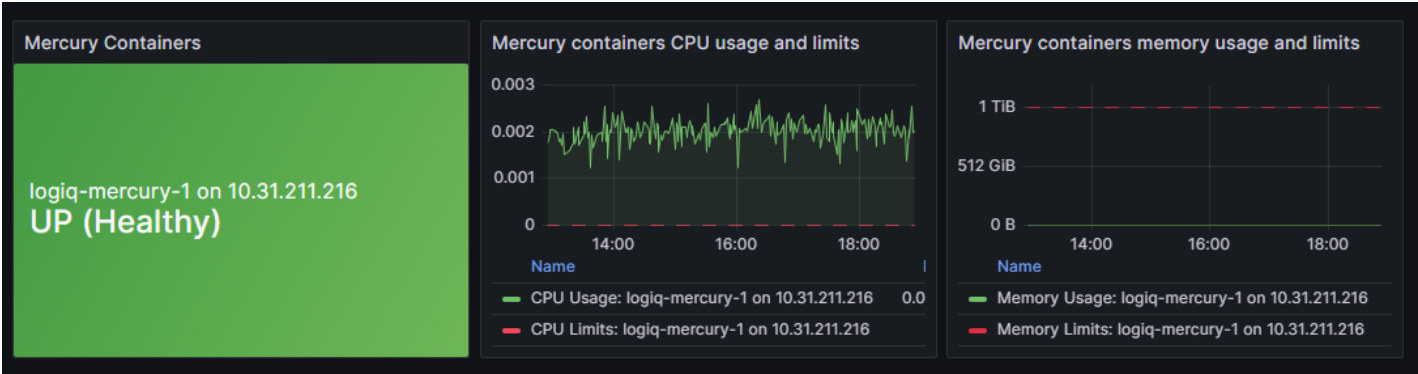 Mercury Containers
logiq-mercury-1 on 10.31.211.216
UP (Healthy)
Mercury containers CPU usage and limits
0.003
0.002
0.001
0
14:00 16:00 18:00
Name
CPU Usage: logiq-mercury-1 on 10.31.211.216 0.0
CPU Limits: logiq-mercury-1 on 10.31.211.216
Mercury containers memory usage and limits
1 TiB
512 GiB
0 B
14:00 16:00 18:00
Name
Memory Usage: logiq-mercury-1 on 10.31.211.216
Memory Limits: logiq-mercury-1 on 10.31.211.216